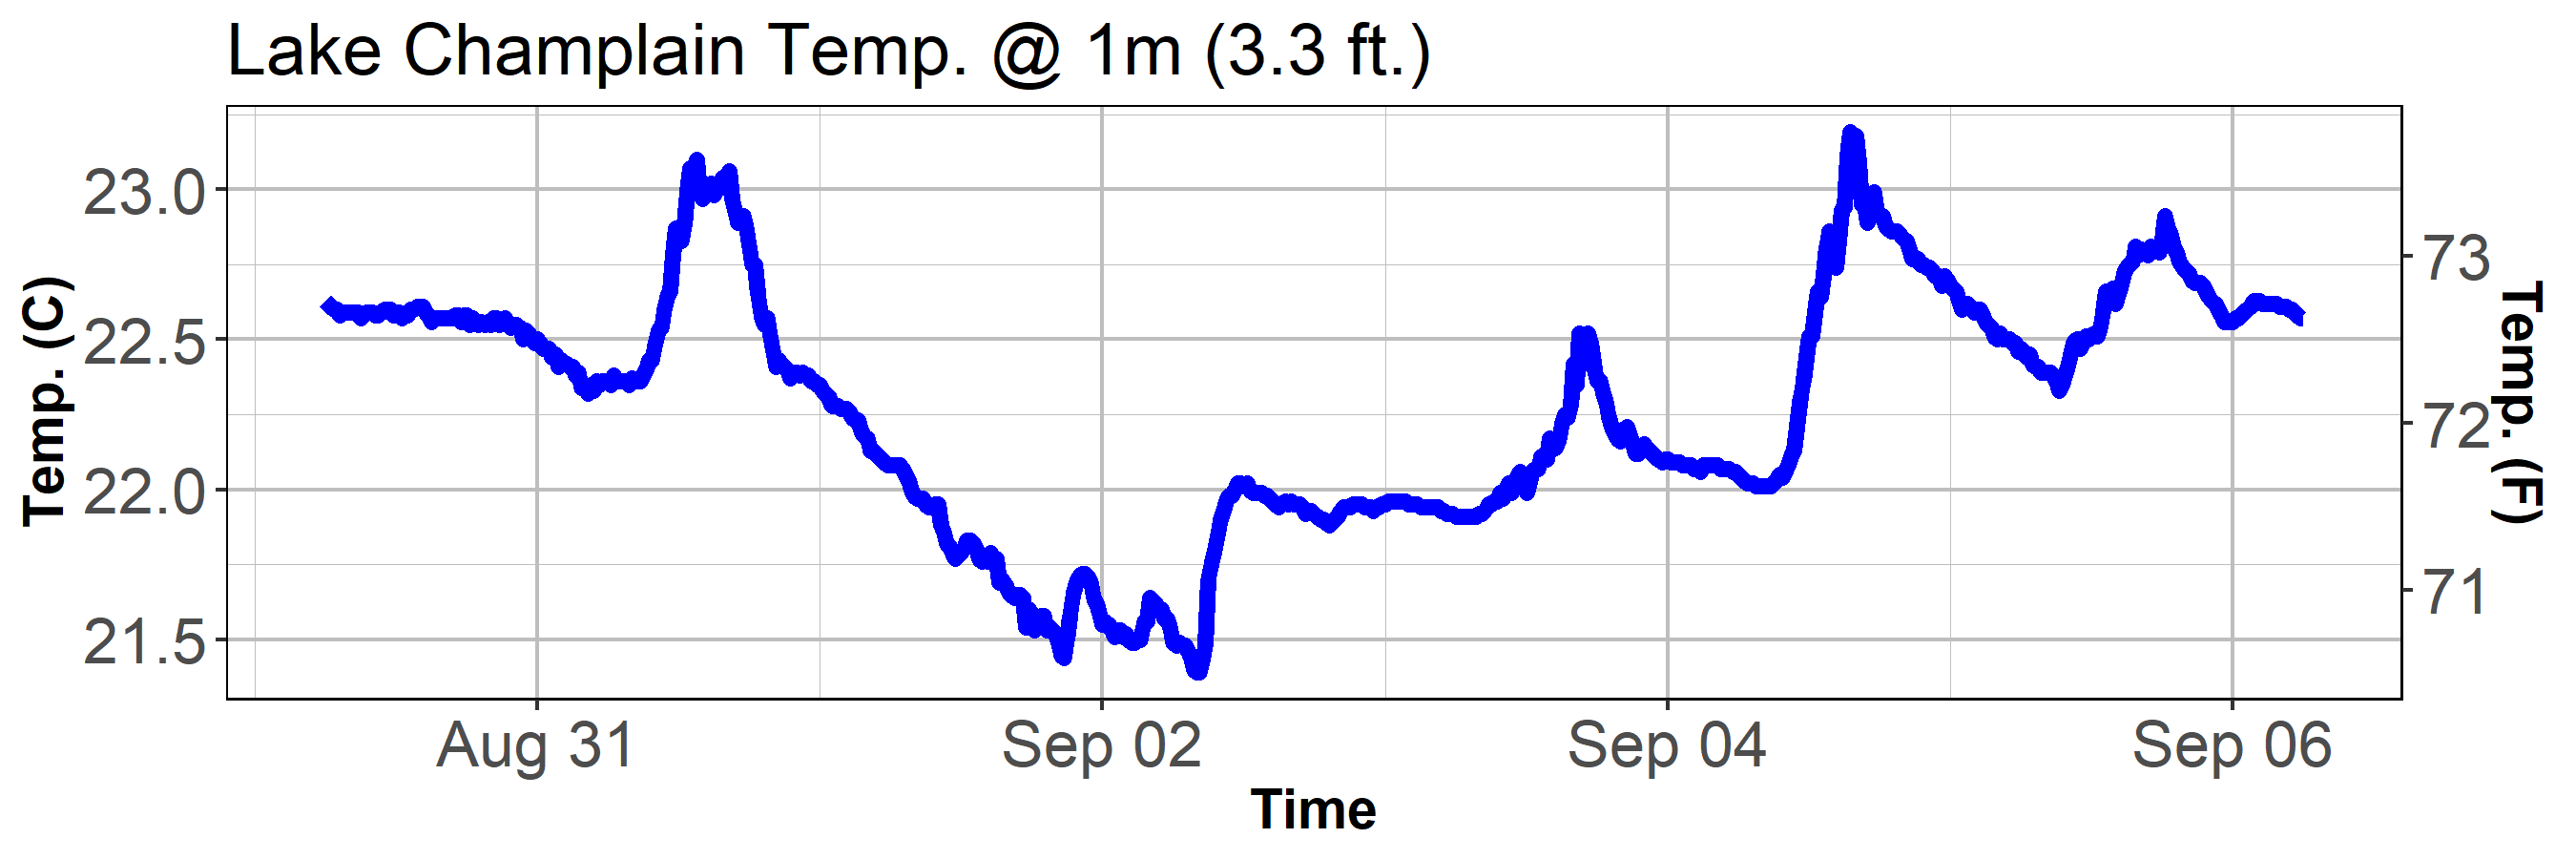 Lake Champlain Temp. @ 1m (3.3 ft.)
Temp. (C)
23.0
22.5
22.0
21.5
73
72
71
Temp. (F)
Aug 31 Sep 02 Sep 04 Sep 06
Time